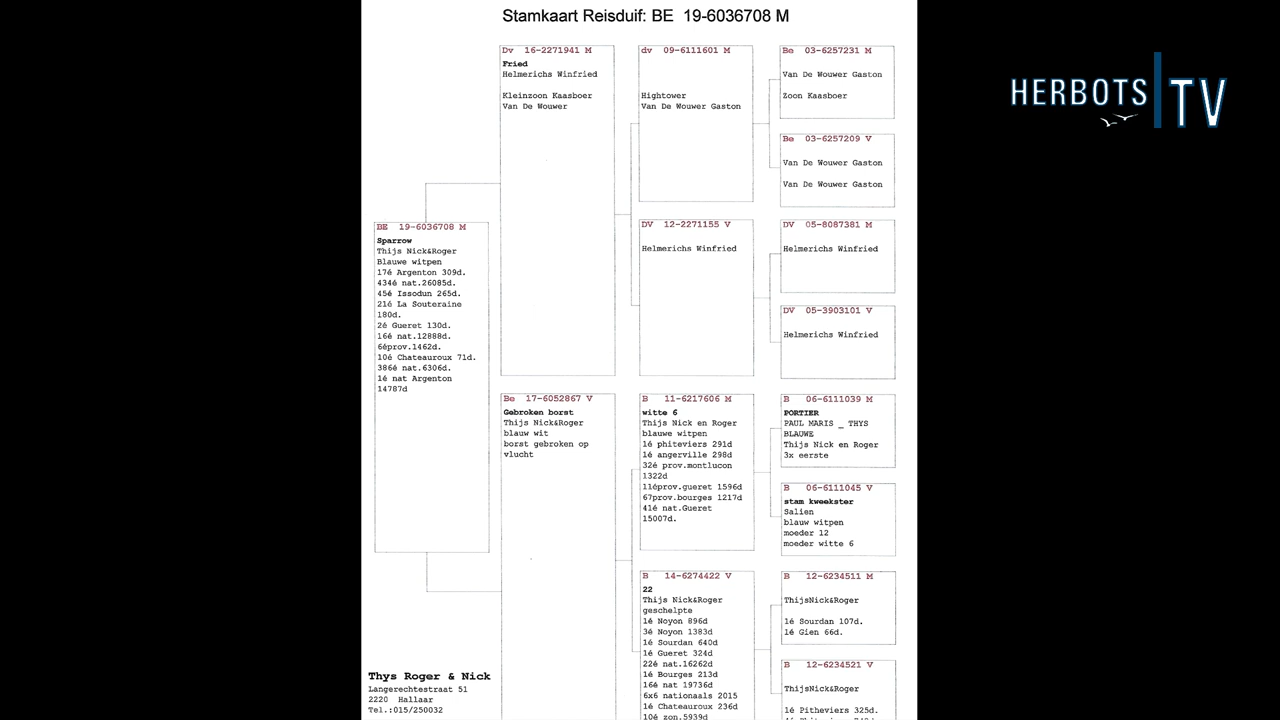 Stamkaart Reisduif: BE 19-6036708 M
HERBOTS TV
BE 19-6036708 M
Sparrow
Thijs Nick&Roger
Blauwe witpen
17é Argenton 309d.
434é nat.26085d.
45é Issodun 265d.
21é La Souteraine
180d.
2é Gueret 130d.
16é nat.12888d.
6éprov.1462d.
10é Chateauroux 71d.
386é nat.6306d.
1é nat Argenton
14787d
Dv 16-2271941 M
Fried
Helmerichs Winfried
Kleinzoon Kaasboer
Van De Wouwer
Be 17-6052867 V
Gebroken borst
Thijs Nick&Roger
blauw wit
borst gebroken op
vlucht
dv 09-6111601 M
Hightower
Van De Wouwer Gaston
DV 12-2271155 V
Helmerichs Winfried
B 11-6217606 M
witte 6
Thijs Nick en Roger
blauwe witpen
1é phiteviers 291d
1é angerville 298d
32é prov.montlucon
1322d
11éprov.gueret 1596d
67prov.bourges 1217d
41é nat.Gueret
15007d.
B 14-6274422 V
22
Thijs Nick&Roger
geschelpte
1é Noyon 896d
3é Noyon 1383d
1é Sourdan 640d
1é Gueret 324d
22é nat.16262d
1é Bourges 213d
16é nat 19736d
6x6 nationaals 2015
1é Chateauroux 236d
10é zon.5939d
Be 03-6257231 M
Van De Wouwer Gaston
Zoon Kaasboer
Be 03-6257209 V
Van De Wouwer Gaston
Van De Wouwer Gaston
DV 05-8087381 M
Helmerichs Winfried
DV 05-3903101 V
Helmerichs Winfried
B 06-6111039 M
PORTIER
PAUL MARIS _ THYS
BLAUWE
Thijs Nick en Roger
3x eerste
B 06-6111045 V
stam kweekster
Salien
blauw witpen
moeder 12
moeder witte 6
B 12-6234511 M
ThijsNick&Roger
1é Sourdan 107d.
1é Gien 66d.
B 12-6234521 V
ThijsNick&Roger
1é Pitheviers 325d.
Thys Roger & Nick
Langerechtestraat 51
2220 Hallaar
Tel.:015/250032